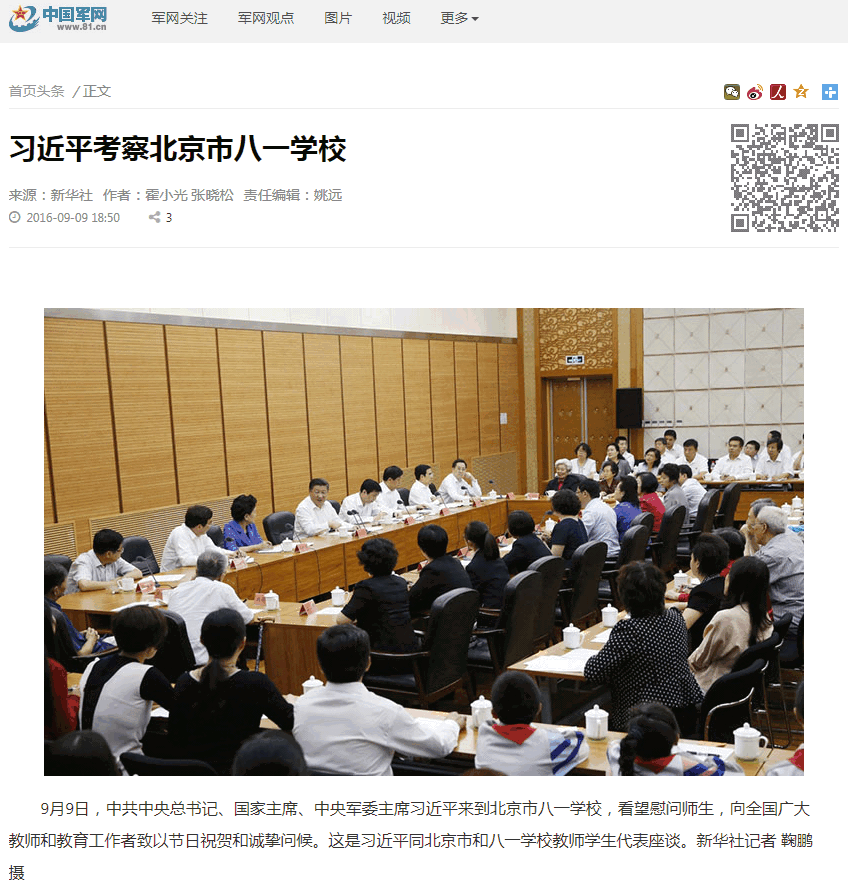 中国军网
www.81.cn
军网关注 军网观点 图片 视频 更多
首页头条 / 正文
习近平考察北京市八一学校
来源：新华社 作者：霍小光 张晓松 责任编辑：姚远
2016-09-09 18:50 3
9月9日，中共中央总书记、国家主席、中央军委主席习近平来到北京市八一学校，看望慰问师生，向全国广大
教师和教育工作者致以节日祝贺和诚挚问候。这是习近平同北京市和八一学校教师学生代表座谈。新华社记者 鞠鹏
摄